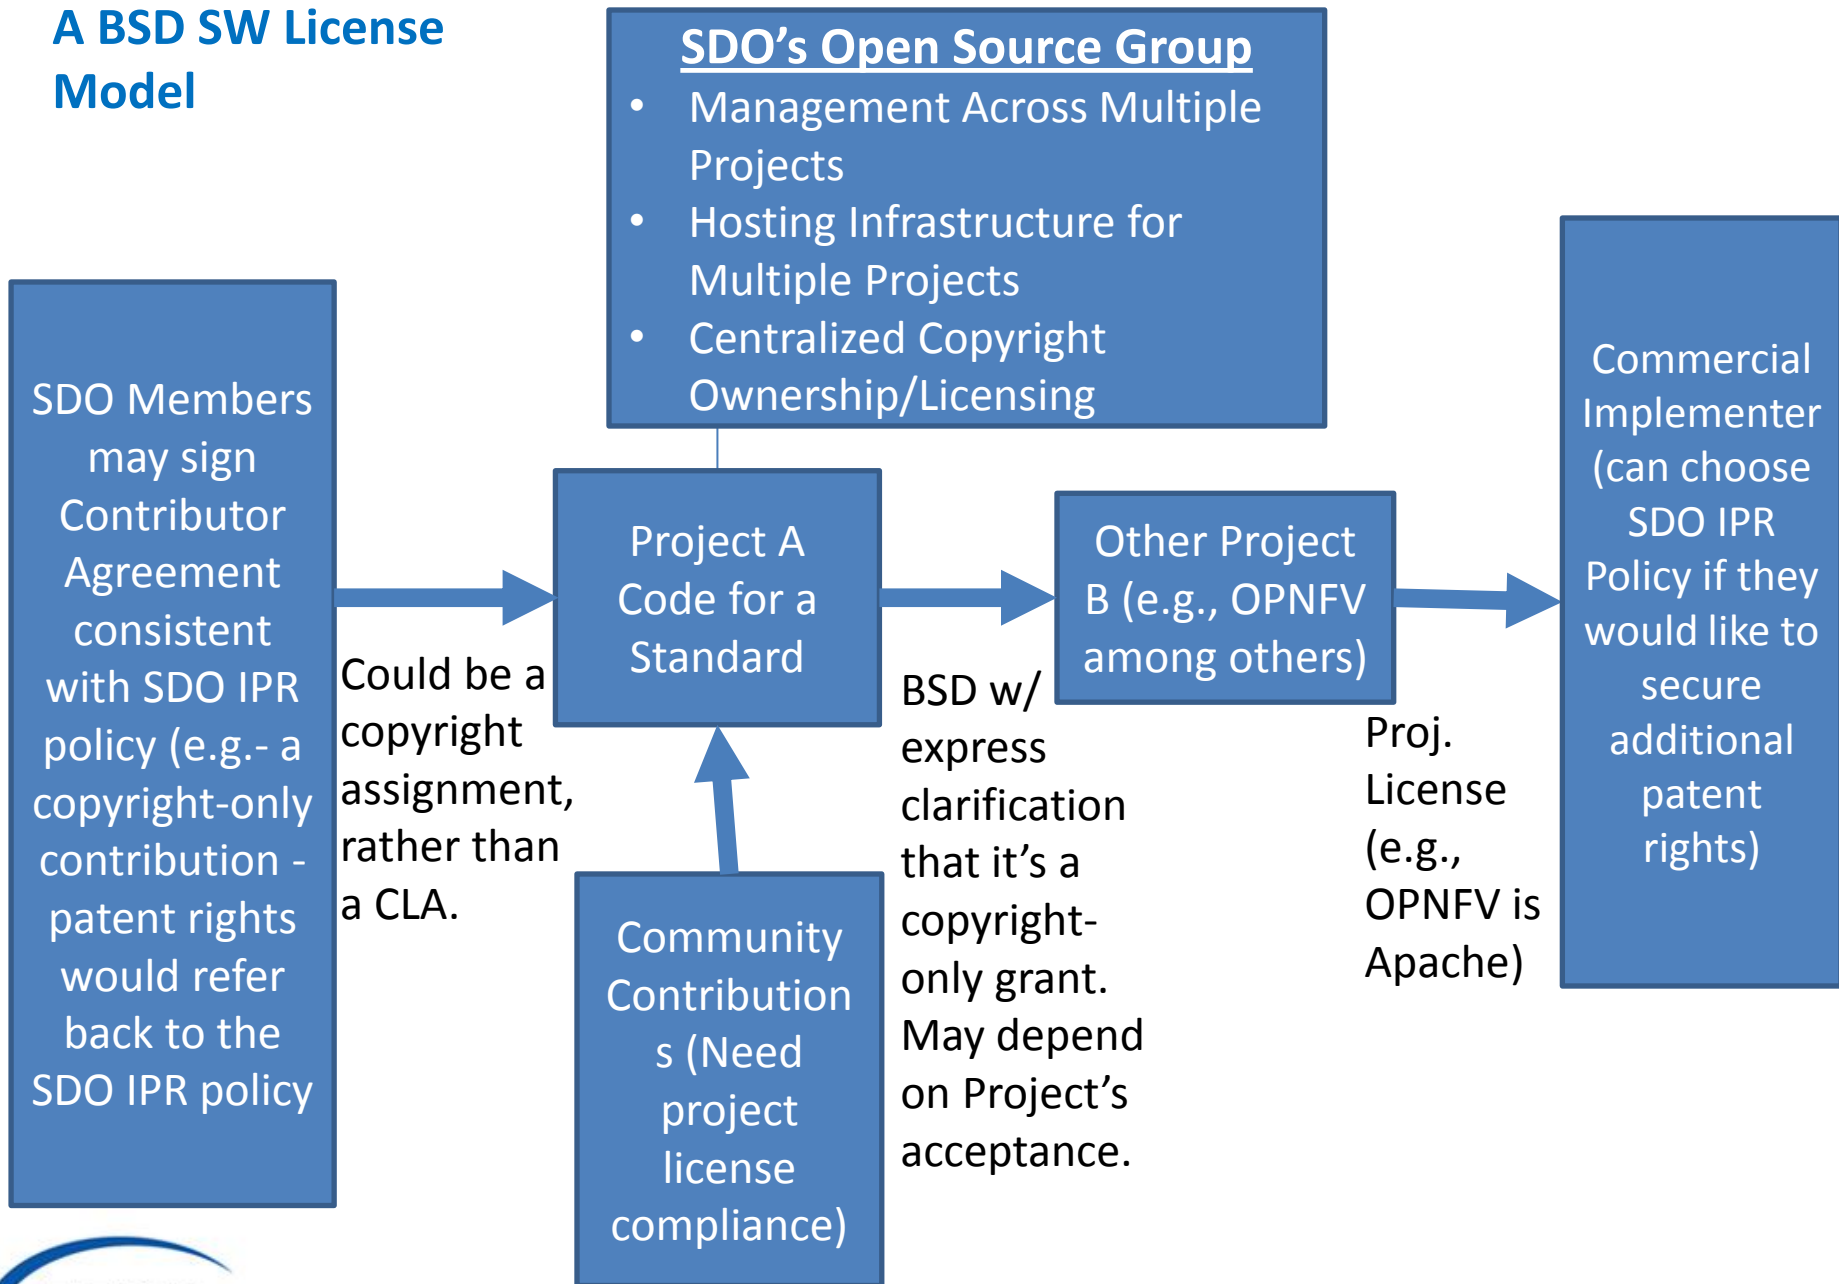 A BSD SW License
Model
SDO’s Open Source Group
• Management Across Multiple
Projects
• Hosting Infrastructure for
Multiple Projects
• Centralized Copyright
Ownership/Licensing
SDO Members
may sign
Contributor
Agreement
consistent
with SDO IPR
policy (e.g.- a
copyright-only
contribution -
patent rights
would refer
back to the
SDO IPR policy
Could be a
copyright
assignment,
rather than
a CLA.
Project A
Code for a
Standard
Community
Contribution
s (Need
project
license
compliance)
BSD w/
express
clarification
that it’s a
copyright-
only grant.
May depend
on Project’s
acceptance.
Other Project
B (e.g., OPNFV
among others)
Proj.
License
(e.g.,
OPNFV is
Apache)
Commercial
Implementer
(can choose
SDO IPR
Policy if they
would like to
secure
additional
patent
rights)